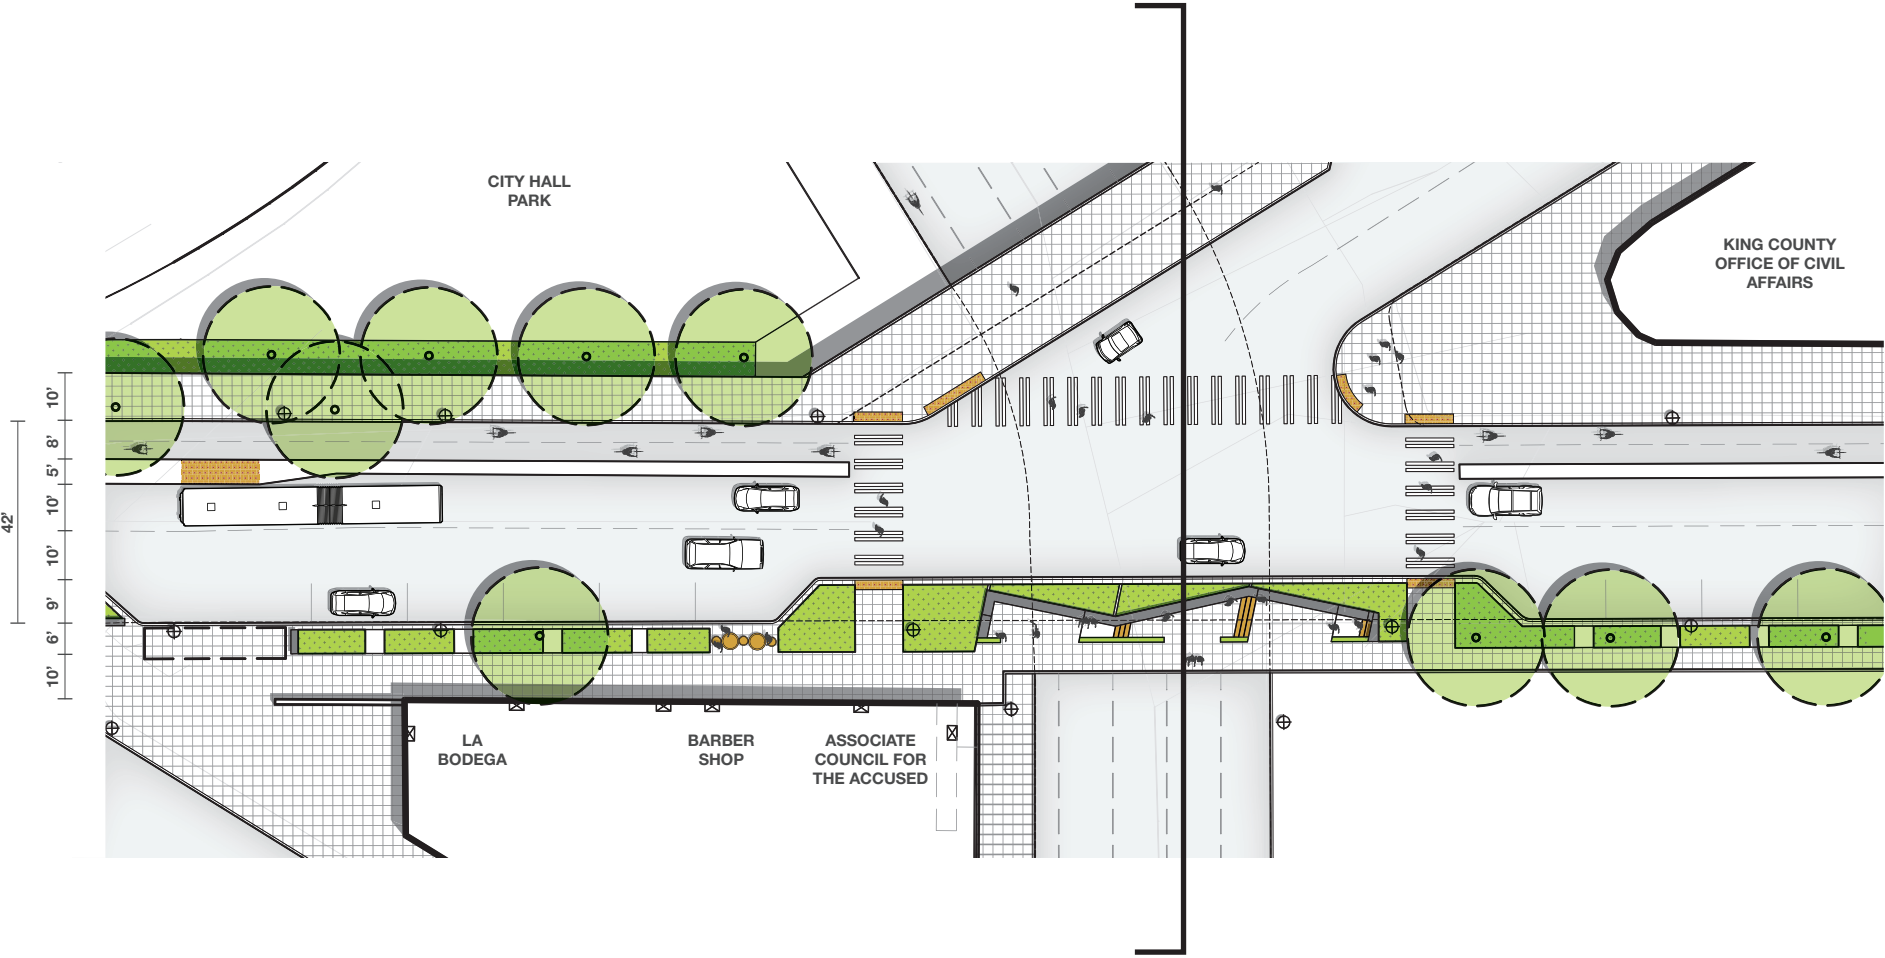 CITY HALL
PARK
KING COUNTY
OFFICE OF CIVIL
AFFAIRS
10'
8'
5'
10'
42'
10'
9'
6'
10'
LA
BODEGA
BARBER
SHOP
ASSOCIATE
COUNCIL FOR
THE ACCUSED